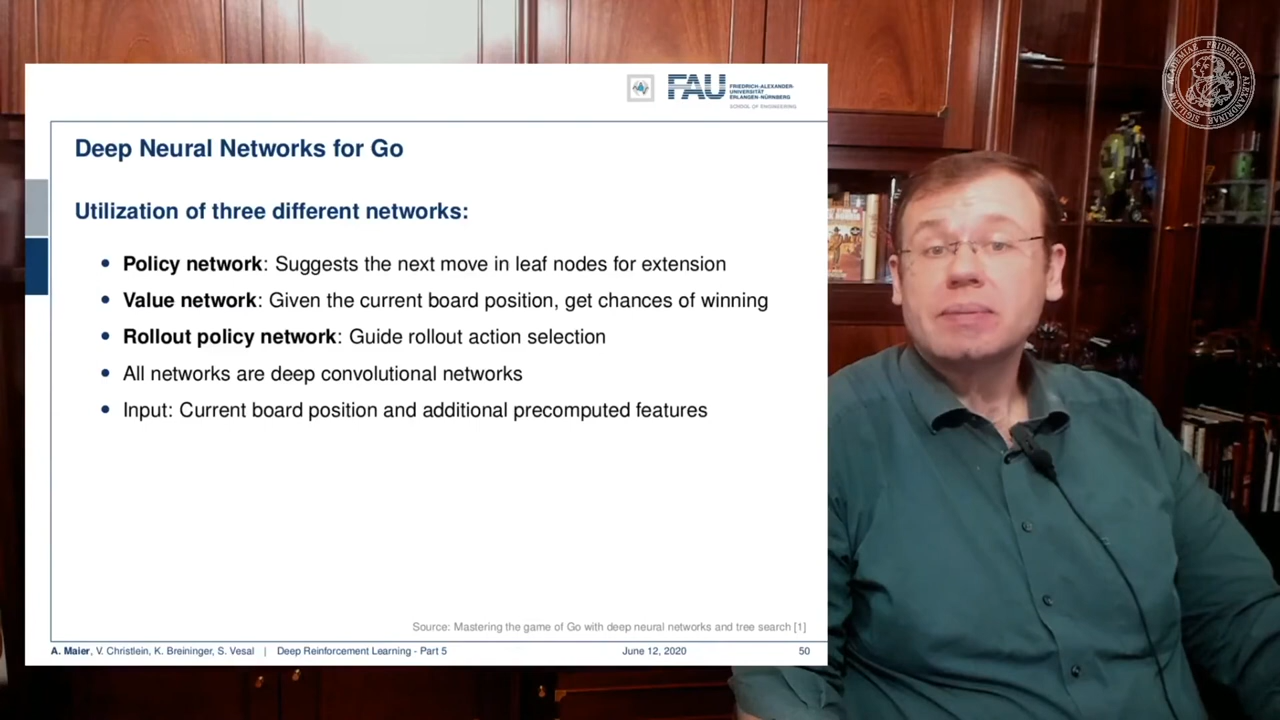 FAU
FRIEDRICH-ALEXANDER-
UNIVERSITÄT
ERLANGEN-NÜRNBERG
SCHOOL OF ENGINEERING
Deep Neural Networks for Go
Utilization of three different networks:
• Policy network: Suggests the next move in leaf nodes for extension
• Value network: Given the current board position, get chances of winning
• Rollout policy network: Guide rollout action selection
• All networks are deep convolutional networks
• Input: Current board position and additional precomputed features
Source: Mastering the game of Go with deep neural networks and tree search [1]
A. Maier, V. Christlein, K. Breininger, S. Vesal | Deep Reinforcement Learning - Part 5 June 12, 2020 50